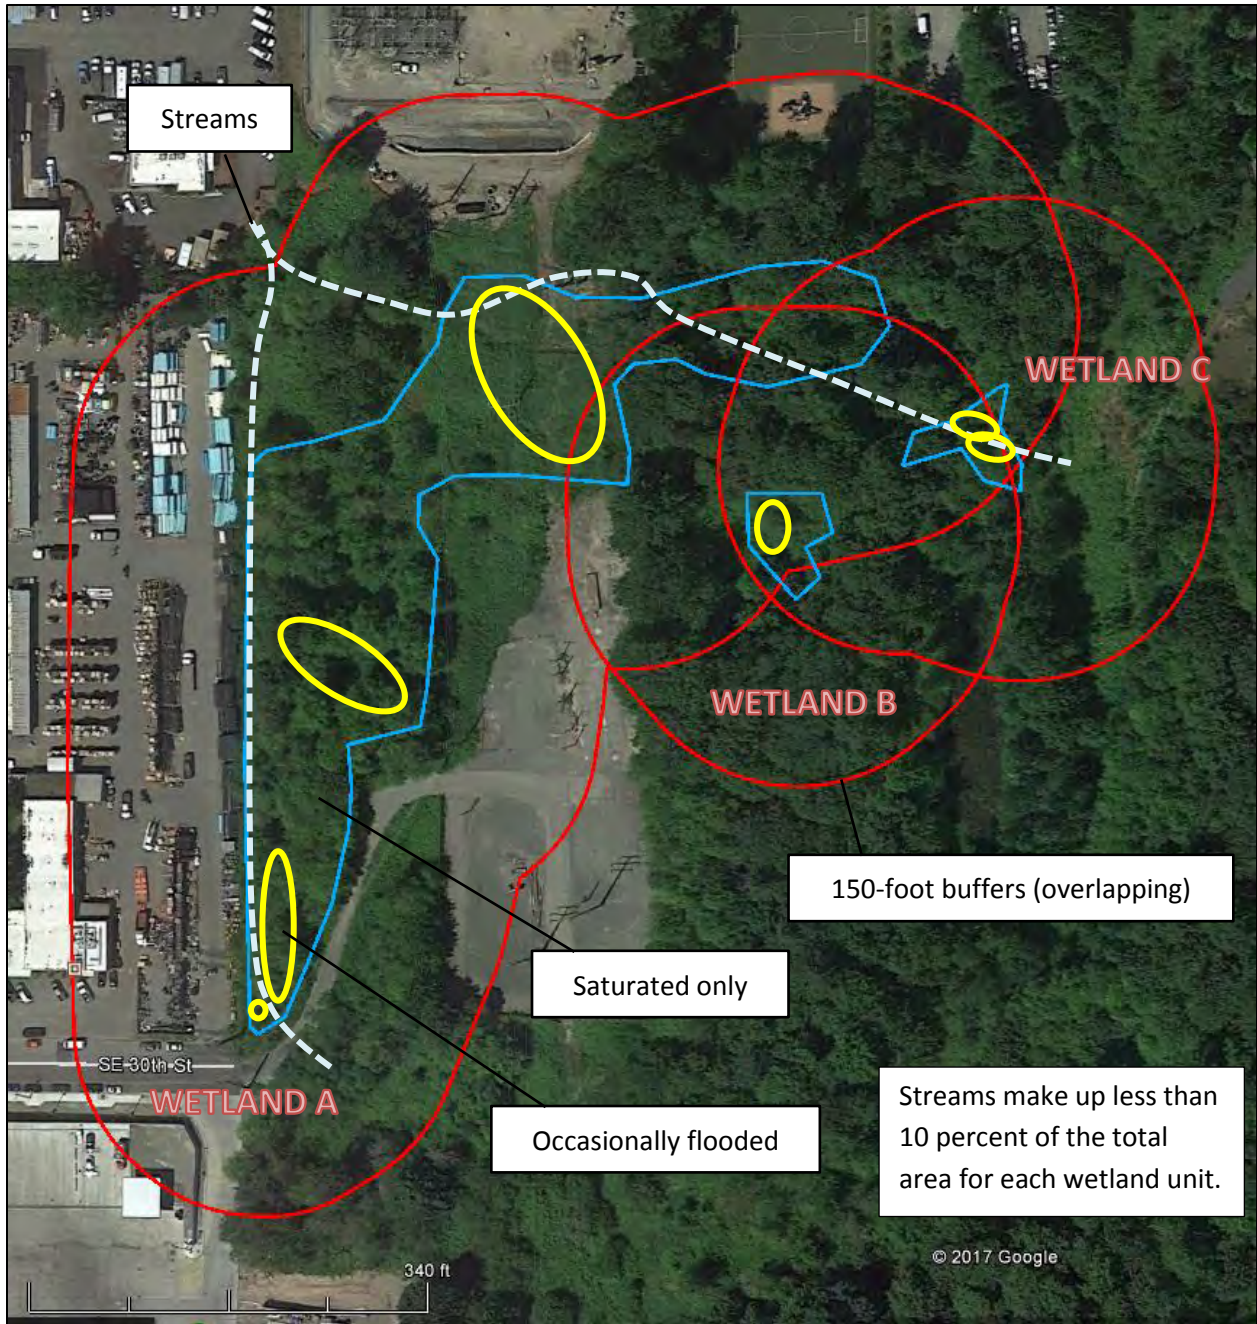 Streams
WETLAND C
WETLAND B
150-foot buffers (overlapping)
Saturated only
SE 30th St
WETLAND A
Occasionally flooded
Streams make up less than
10 percent of the total
area for each wetland unit.
340 ft
© 2017 Google